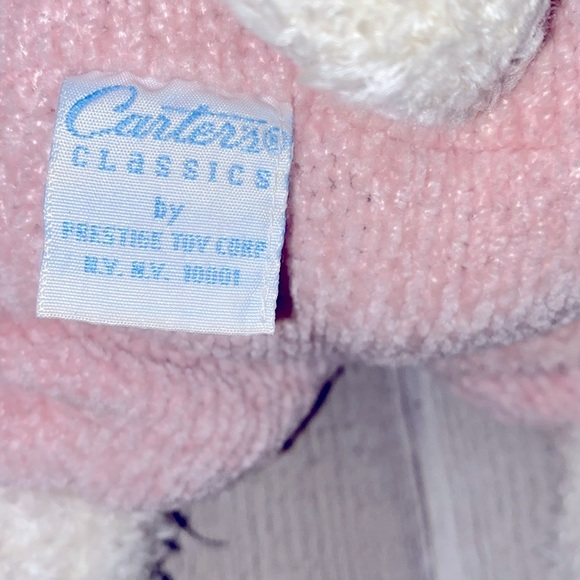 Carter's®
CLASSICS
by
PRESTIGE TOY CORP.
N.Y. N.Y. 10001